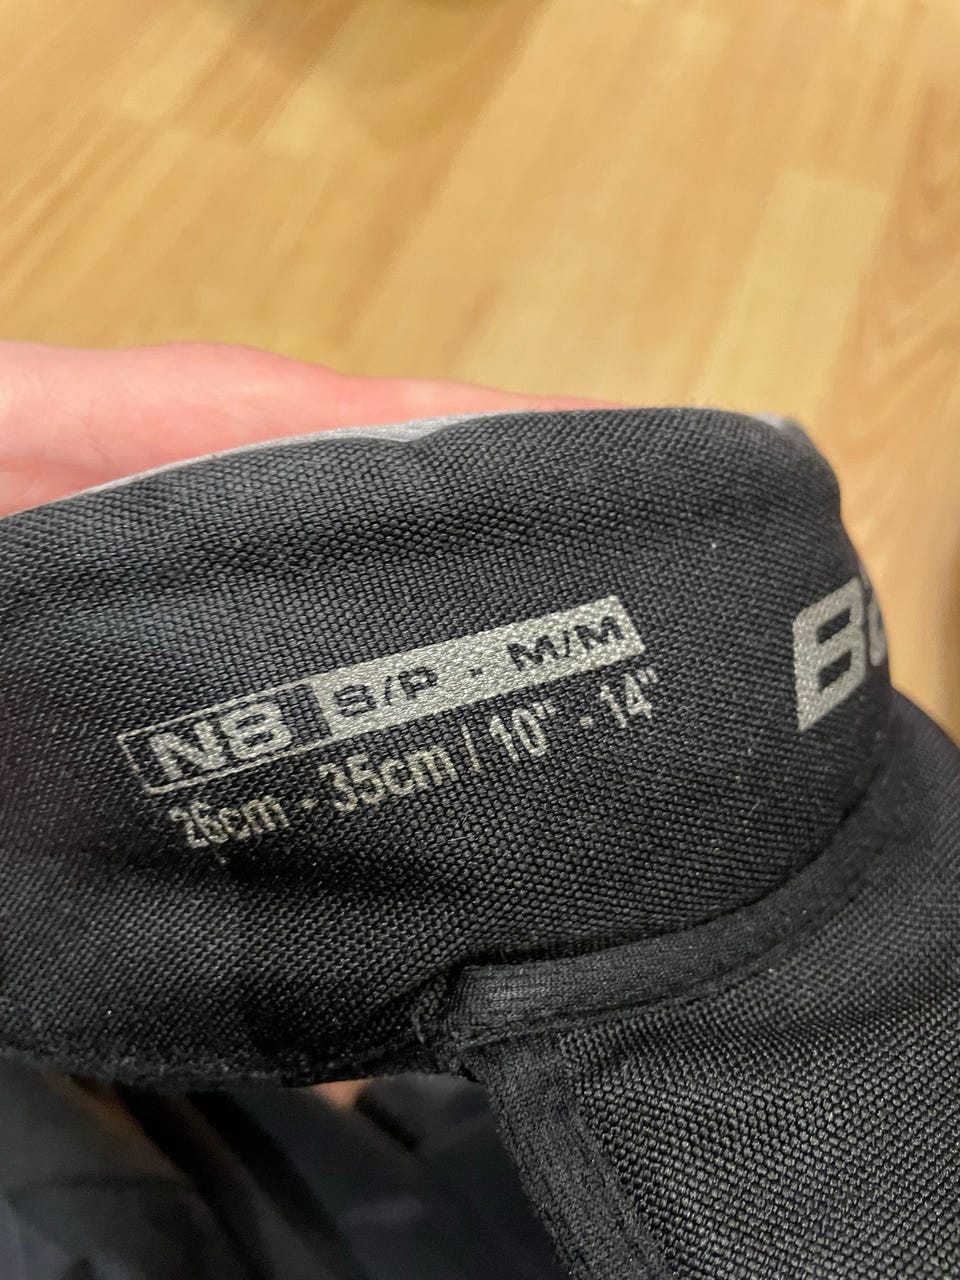 N8 S/P - M/M
26cm - 35cm / 10" - 14"